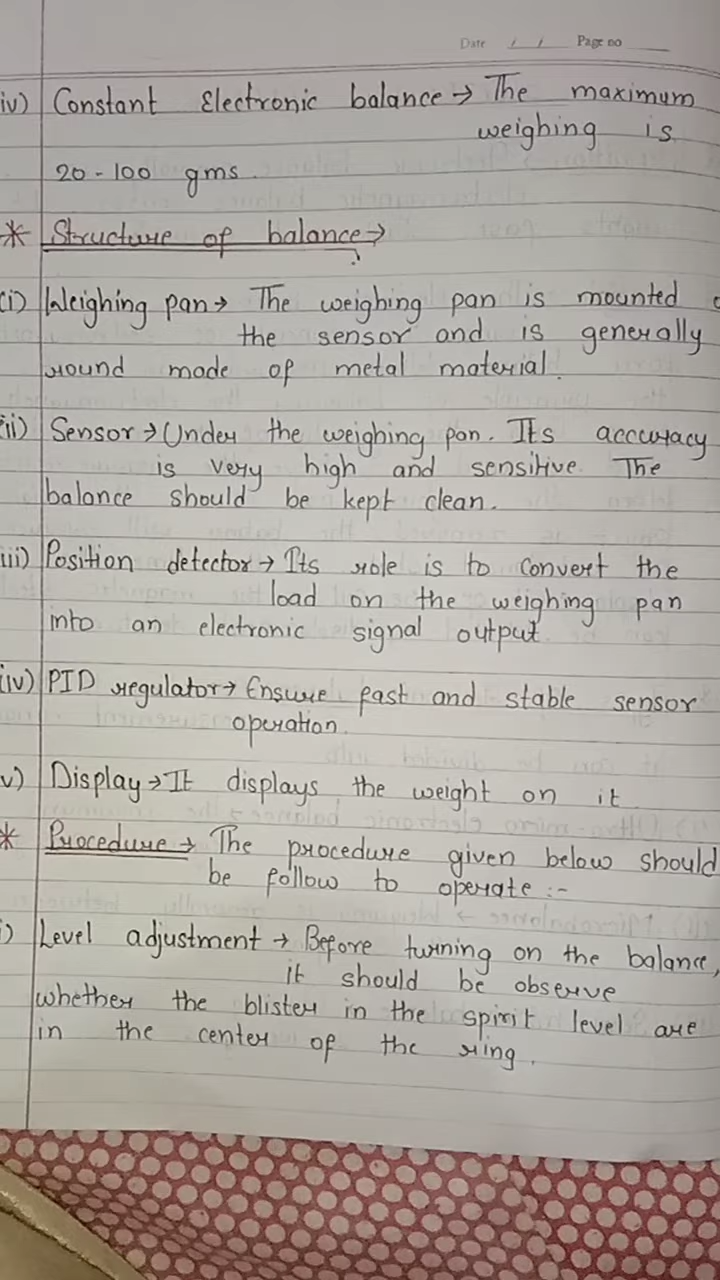 Date / / Page no
iv) Constant Electronic balance → The maximum
weighing is
20 - 100 gms.
* Structure of balance →
(i) Weighing pan → The weighing pan is mounted
the sensor and is generally
round made of metal material.
ii) Sensor → Under the weighing pan. Its accuracy
is very high and sensitive. The
balance should be kept clean.
iii) Position detector → Its role is to convert the
load on the weighing pan
into an electronic signal output
(iv) PID regulator → Ensure fast and stable sensor
operation.
v) Display → It displays the weight on it
* Procedure → The procedure given below should
be follow to operate :-
i) Level adjustment → Before turning on the balance,
it should be observe
whether the blister in the spirit level are
in the center of the ring.